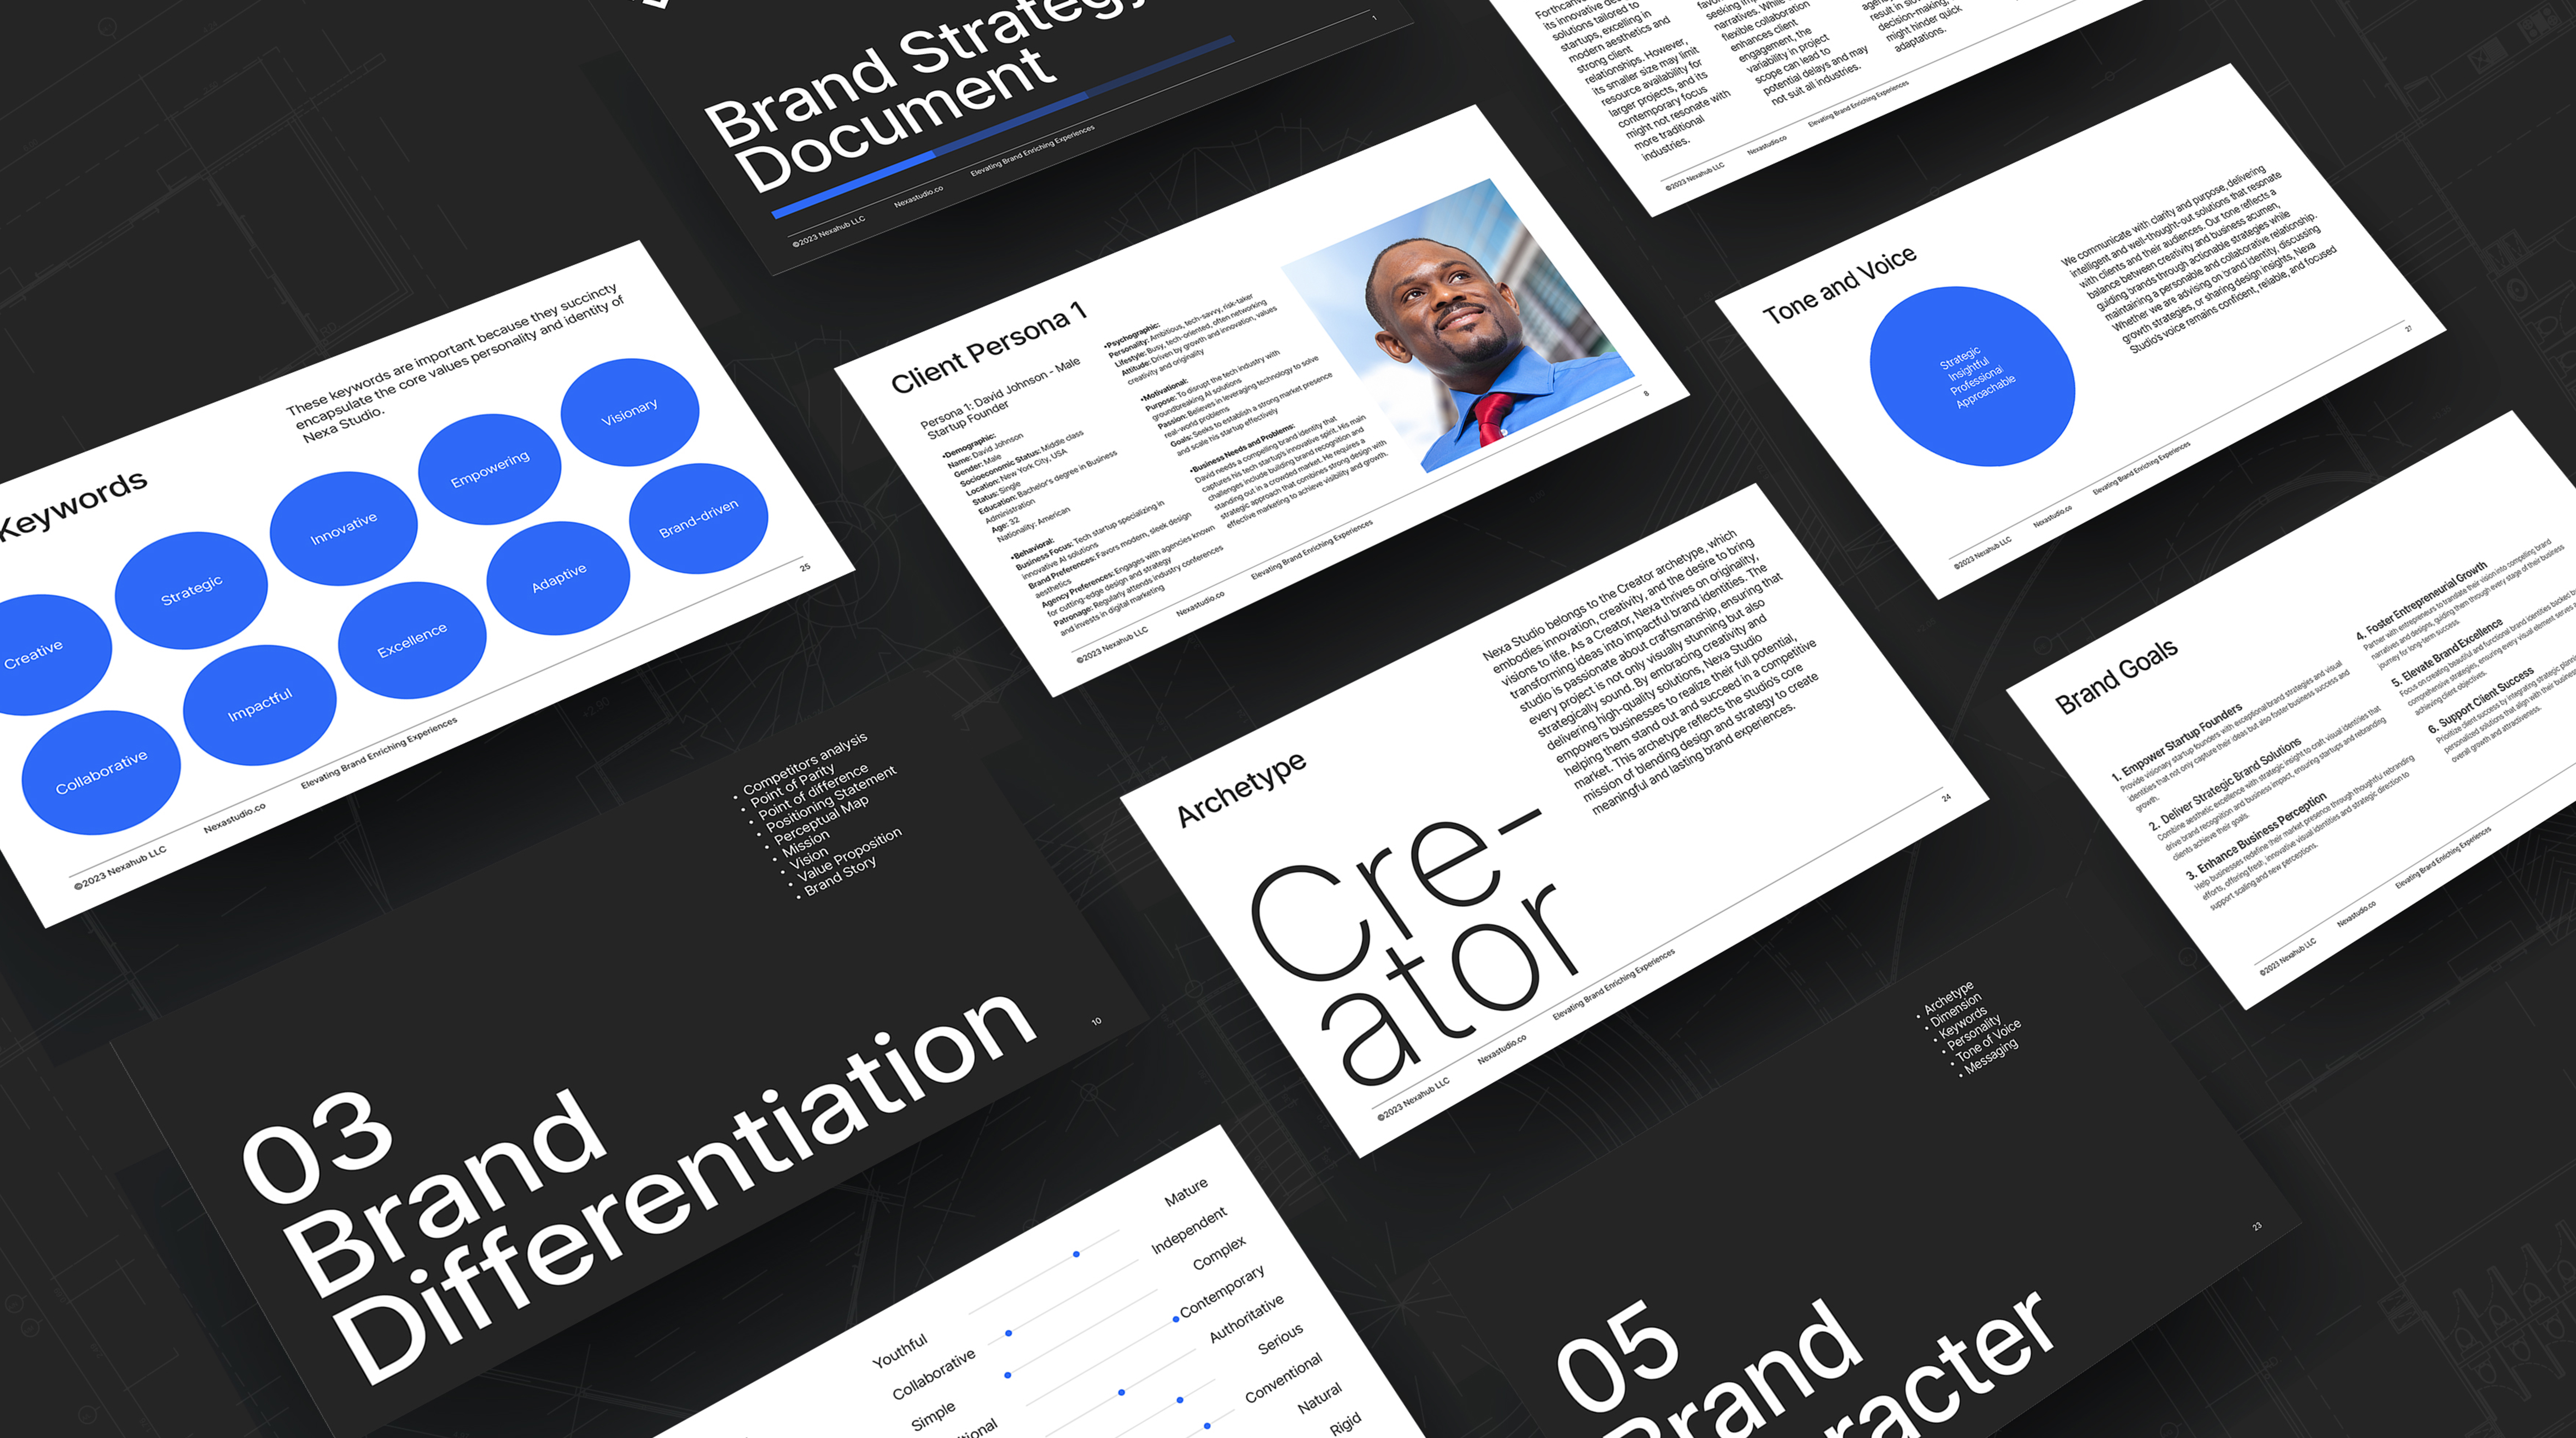 Brand Strategy
Document
©2023 Nexahub LLC
Nexastudio.co
Elevating Brand Enriching Experiences
1
its innovative
solutions tailored to
startups, excelling in
modern aesthetics and
strong client
relationships. However,
its smaller size may limit
resource availability for
larger projects, and its
contemporary focus
might not resonate with
more traditional
industries.
narratives. While
flexible collaboration
enhances client
engagement, the
variability in project
scope can lead to
potential delays and may
not suit all industries.
result in
decision-making,
might hinder quick
adaptations.
©2023 Nexahub LLC
Nexastudio.co
Elevating Brand Enriching Experiences
Keywords
These keywords are important because they succincty
encapsulate the core values personality and identity of
Nexa Studio.
Creative
Strategic
Innovative
Empowering
Visionary
Collaborative
Impactful
Excellence
Adaptive
Brand-driven
©2023 Nexahub LLC
Nexastudio.co
Elevating Brand Enriching Experiences
25
Client Persona 1
Persona 1: David Johnson - Male
Startup Founder
•Demographic:
Name: David Johnson
Gender: Male
Socioeconomic Status: Middle class
Location: New York City, USA
Status: Single
Education: Bachelor's degree in Business
Administration
Age: 32
Nationality: American
•Behavioral:
Business Focus: Tech startup specializing in
innovative AI solutions
Brand Preferences: Favors modern, sleek design
aesthetics
Agency Preferences: Engages with agencies known
for cutting-edge design and strategy
Patronage: Regularly attends industry conferences
and invests in digital marketing
•Psychographic:
Personality: Ambitious, tech-savvy, risk-taker
Lifestyle: Busy, tech-oriented, often networking
Attitude: Driven by growth and innovation, values
creativity and originality
•Motivational:
Purpose: To disrupt the tech industry with
groundbreaking AI solutions
Passion: Believes in leveraging technology to solve
real-world problems
Goals: Seeks to establish a strong market presence
and scale his startup effectively
•Business Needs and Problems:
David needs a compelling brand identity that
captures his tech startup's innovative spirit. His main
challenges include building brand recognition and
standing out in a crowded market. He requires a
strategic approach that combines strong design with
effective marketing to achieve visibility and growth.
©2023 Nexahub LLC
Nexastudio.co
Elevating Brand Enriching Experiences
8
Tone and Voice
Strategic
Insightful
Professional
Approachable
We communicate with clarity and purpose, delivering
intelligent and well-thought-out solutions that resonate
with clients and their audiences. Our tone reflects a
balance between creativity and business acumen,
guiding brands through actionable strategies while
maintaining a personable and collaborative relationship.
Whether we are advising on brand identity, discussing
growth strategies, or sharing design insights, Nexa
Studio's voice remains confident, reliable, and focused
©2023 Nexahub LLC
Nexastudio.co
Elevating Brand Enriching Experiences
27
Archetype
Cre-
ator
Nexa Studio belongs to the Creator archetype, which
embodies innovation, creativity, and the desire to bring
visions to life. As a Creator, Nexa thrives on originality,
transforming ideas into impactful brand identities. The
studio is passionate about craftsmanship, ensuring that
every project is not only visually stunning but also
strategically sound. By embracing creativity and
delivering high-quality solutions, Nexa Studio
empowers businesses to realize their full potential,
helping them stand out and succeed in a competitive
market. This archetype reflects the studio's core
mission of blending design and strategy to create
meaningful and lasting brand experiences.
©2023 Nexahub LLC
Nexastudio.co
Elevating Brand Enriching Experiences
24
Brand Goals
1. Empower Startup Founders
Provide visionary startup founders with exceptional brand strategies and visual
identities that not only capture their ideas but also foster business success and
growth.
2. Deliver Strategic Brand Solutions
Combine aesthetic excellence with strategic insight to craft visual identities that
drive brand recognition and business impact, ensuring startups and rebranding
clients achieve their goals.
3. Enhance Business Perception
Help businesses redefine their market presence through thoughtful rebranding
efforts, offering fresh, innovative visual identities and strategic direction to
support scaling and new perceptions.
4. Foster Entrepreneurial Growth
Partner with entrepreneurs to translate their vision into compelling brand
narratives and designs, guiding them through every stage of their business
journey for long-term success.
5. Elevate Brand Excellence
Focus on creating beautiful and functional brand identities backed
comprehensive strategies, ensuring every visual element
achieving client objectives.
6. Support Client Success
Prioritize client success by integrating strategic
personalized solutions that align with their
overall growth and attractiveness.
©2023 Nexahub LLC
Nexastudio.co
Elevating Brand Enriching Experiences
• Competitors analysis
• Point of Parity
• Point of difference
• Positioning Statement
• Perceptual Map
• Mission
• Vision
• Value Proposition
• Brand Story
03
Brand
Differentiation
10
Youthful
Mature
Collaborative
Independent
Simple
Complex
Contemporary
Authoritative
Serious
Conventional
Natural
Rigid
• Archetype
• Dimension
• Keywords
• Personality
• Tone of Voice
• Messaging
05
Brand
23